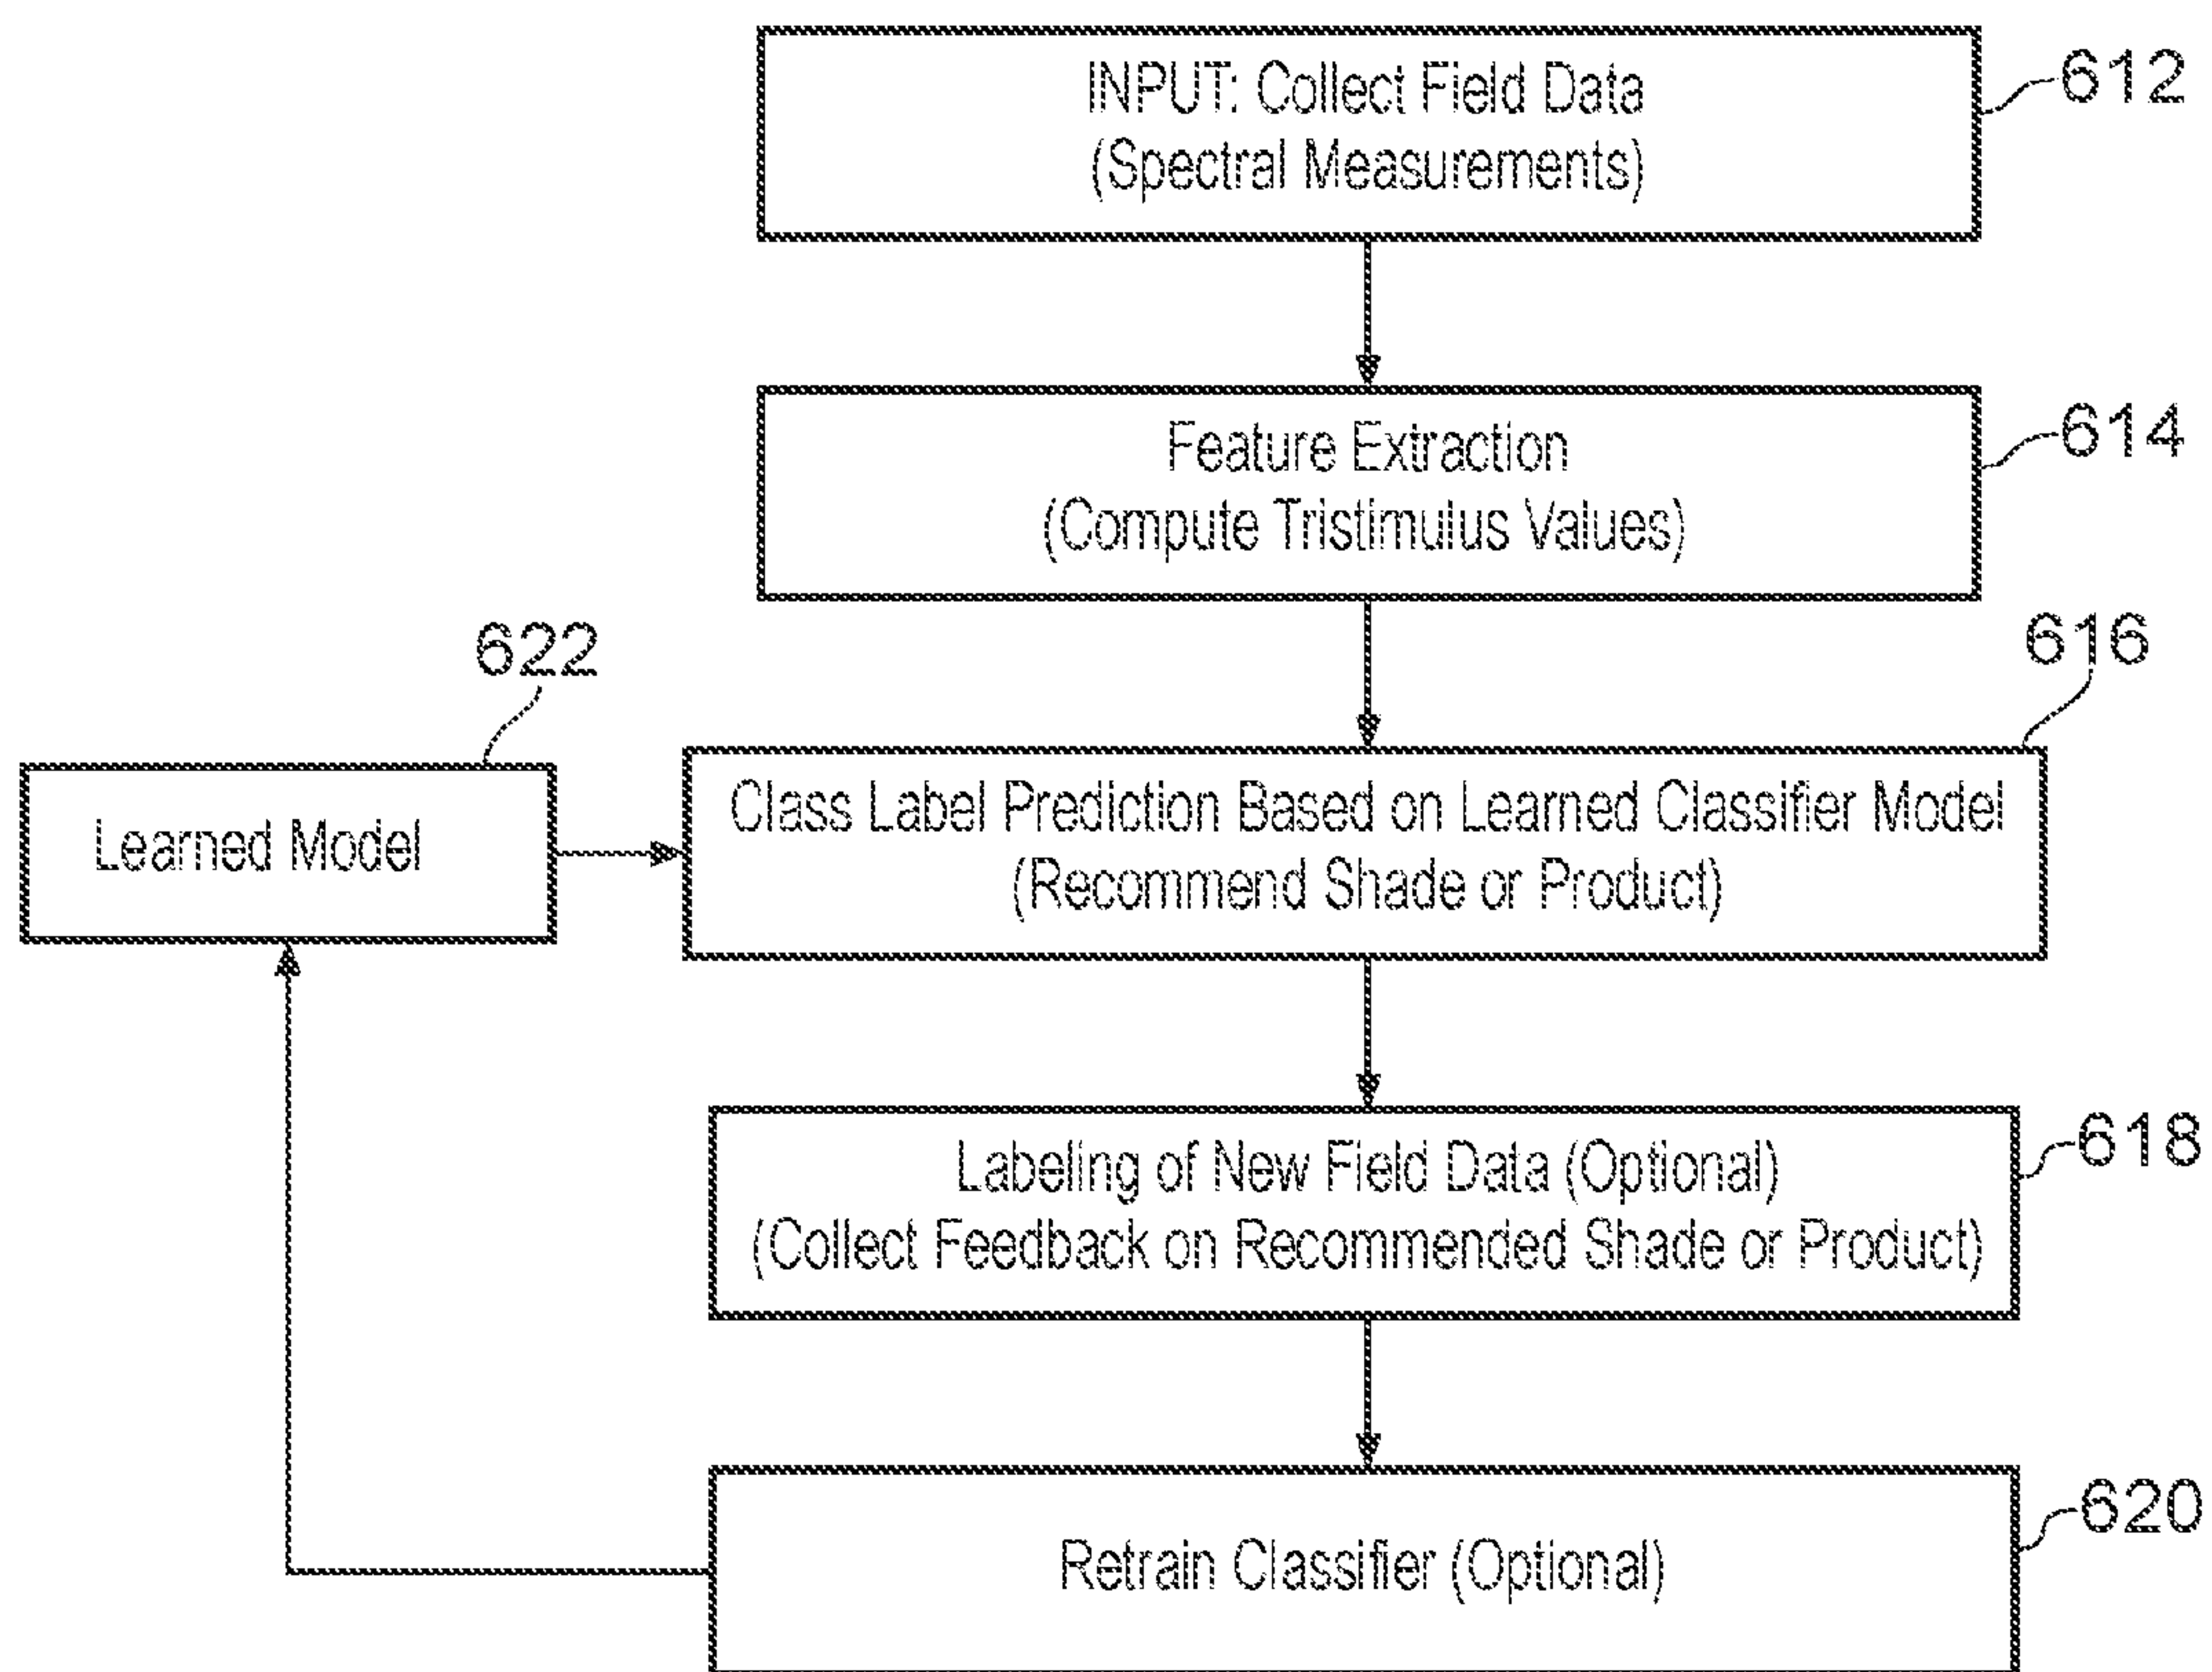 INPUT: Collect Field Data
(Spectral Measurements)
612
Feature Extraction
(Compute Tristimulus Values)
614
622
616
Learned Model
Class Label Prediction Based on Learned Classifier Model
(Recommend Shade or Product)
Labeling of New Field Data (Optional)
(Collect Feedback on Recommended Shade or Product)
618
Retrain Classifier (Optional)
620